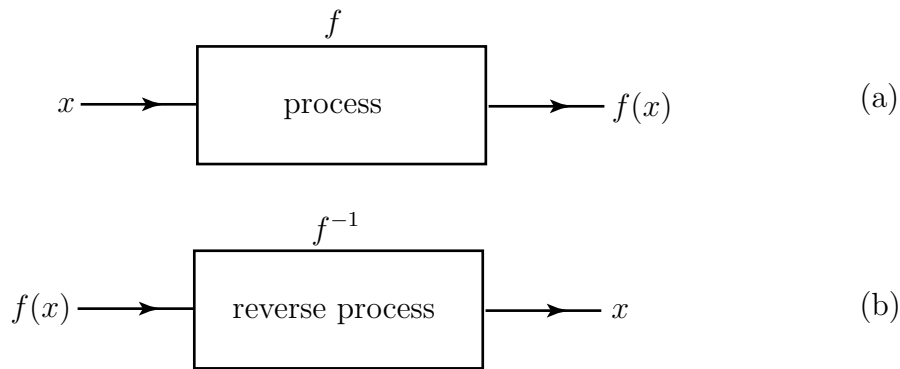 f
x process f(x) (a)
f⁻¹
f(x) reverse process x (b)